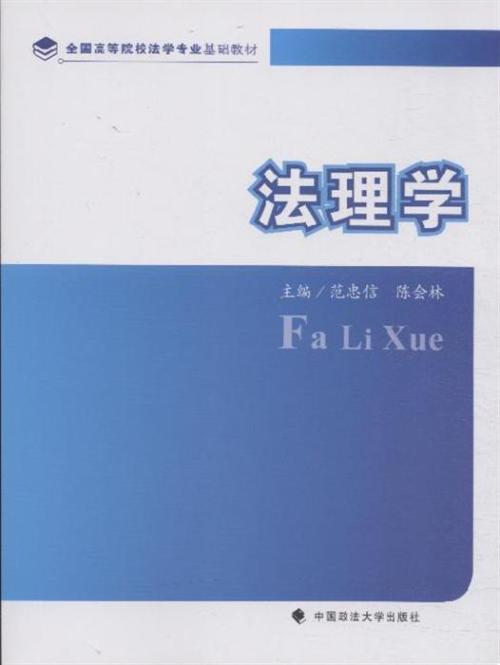 全国高等院校法学专业基础教材
法理学
主编/范忠信 陈会林
Fa Li Xue
中国政法大学出版社